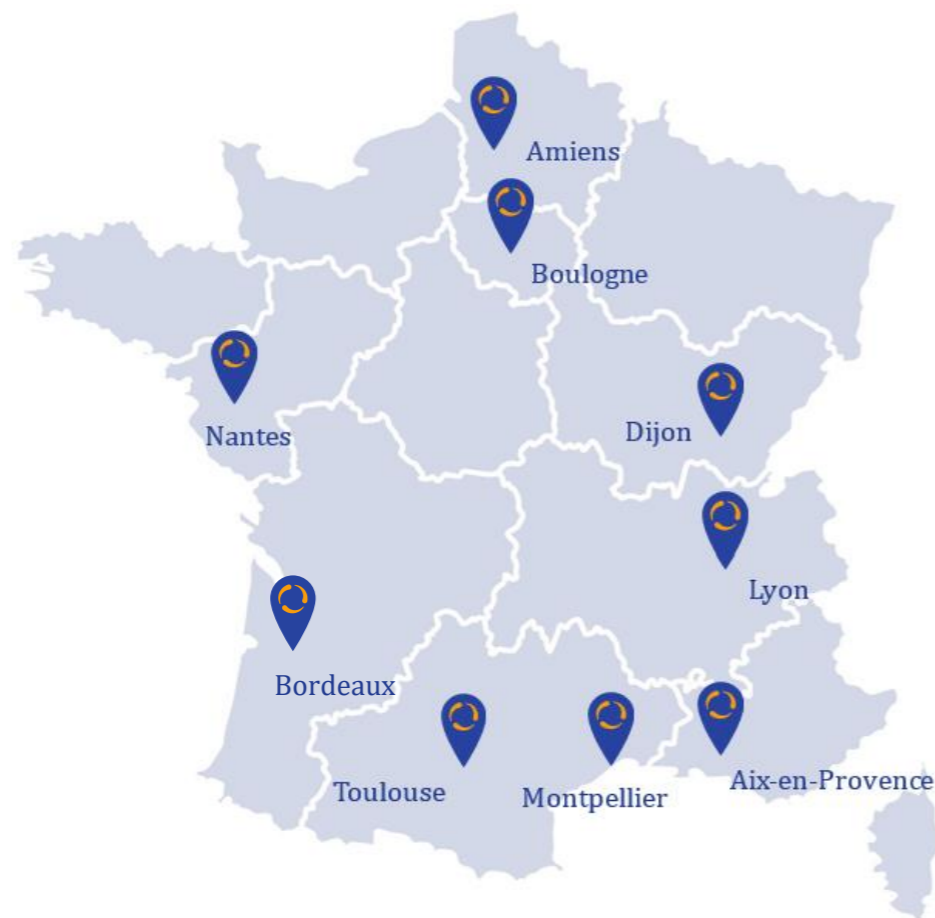 Amiens
Boulogne
Nantes
Dijon
Lyon
Bordeaux
Toulouse
Montpellier
Aix-en-Provence